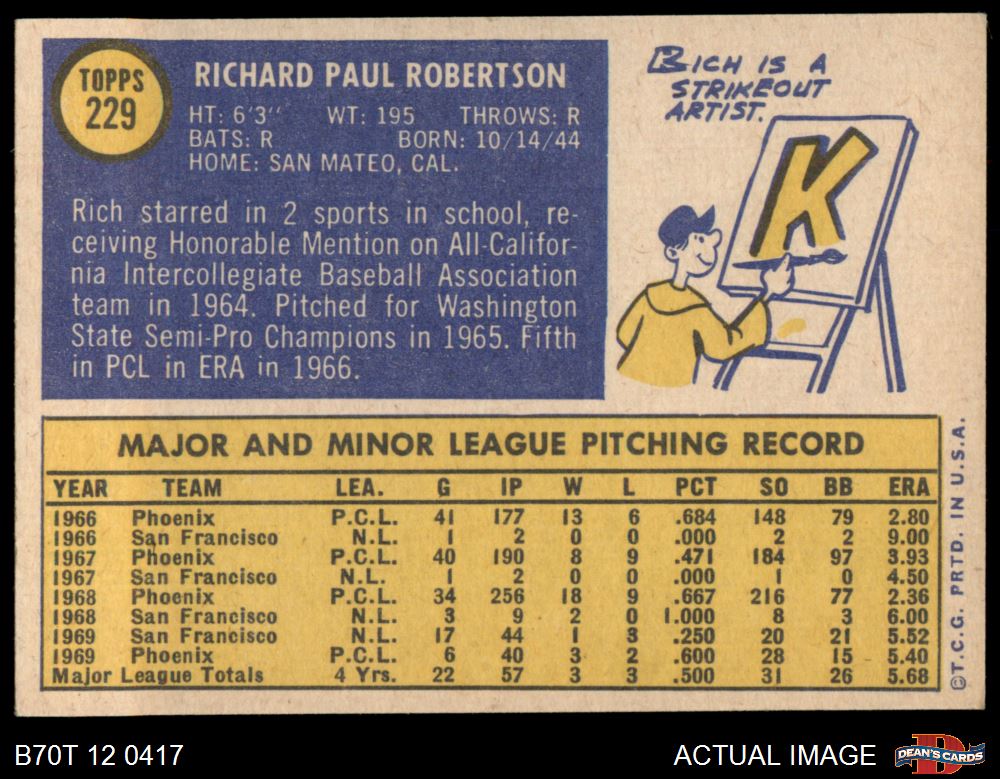 TOPPS
229
RICHARD PAUL ROBERTSON
HT: 6'3" WT: 195 THROWS: R
BATS: R BORN: 10/14/44
HOME: SAN MATEO, CAL.
Rich starred in 2 sports in school, re-
ceiving Honorable Mention on All-Califor-
nia Intercollegiate Baseball Association
team in 1964. Pitched for Washington
State Semi-Pro Champions in 1965. Fifth
in PCL in ERA in 1966.
RICH IS A
STRIKEOUT
ARTIST.
K
MAJOR AND MINOR LEAGUE PITCHING RECORD
YEAR TEAM LEA. G IP W L PCT SO BB ERA
1966 Phoenix P.C.L. 41 177 13 6 .684 148 79 2.80
1966 San Francisco N.L. 1 2 0 0 .000 2 2 9.00
1967 Phoenix P.C.L. 40 190 8 9 .471 184 97 3.93
1967 San Francisco N.L. 1 2 0 0 .000 1 0 4.50
1968 Phoenix P.C.L. 34 256 18 9 .667 216 77 2.36
1968 San Francisco N.L. 3 9 2 0 1.000 8 3 6.00
1969 San Francisco N.L. 17 44 1 3 .250 20 21 5.52
1969 Phoenix P.C.L. 6 40 3 2 .600 28 15 5.40
Major League Totals 4 Yrs. 22 57 3 3 .500 31 26 5.68
©T.C.G. PRTD. IN U.S.A.
B70T 12 0417
ACTUAL IMAGE
D
DEAN'S CARDS